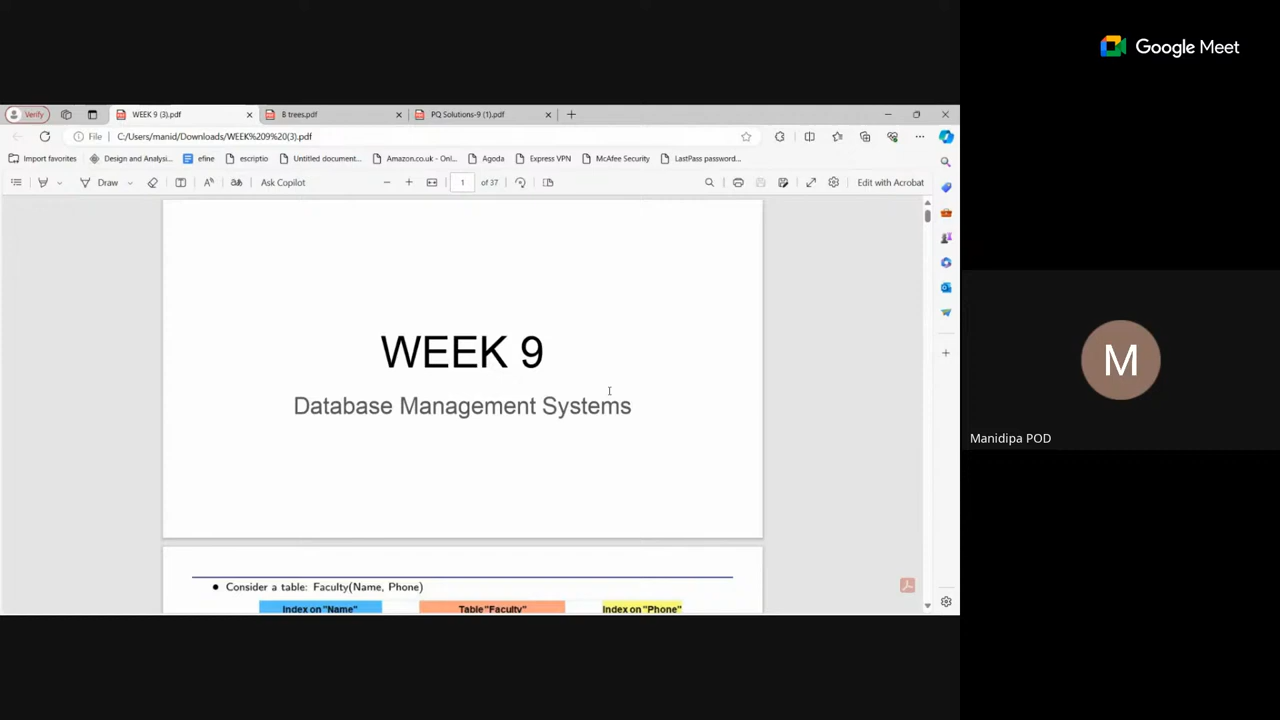 Google Meet
Verify
WEEK 9 (3).pdf
B trees.pdf
PQ Solutions-9 (1).pdf
File
C:/Users/manid/Downloads/WEEK%209%20(3).pdf
Import favorites
Design and Analysi...
efine
escriptio
Untitled document...
Amazon.co.uk - Onl...
Agoda
Express VPN
McAfee Security
LastPass password...
Draw
Ask Copilot
1 of 37
Edit with Acrobat
WEEK 9
Database Management Systems
M
Manidipa POD
• Consider a table: Faculty(Name, Phone)
Index on "Name"
Table "Faculty"
Index on "Phone"